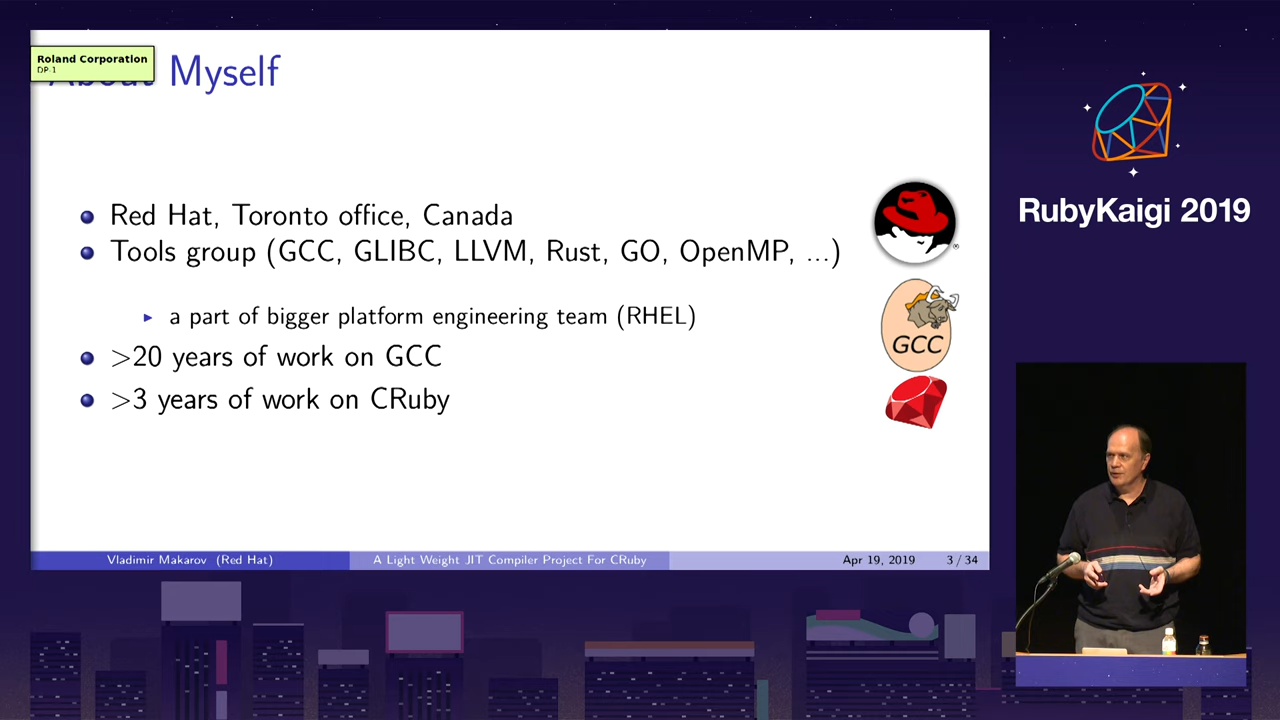 Roland Corporation
DP-1
About Myself
Red Hat, Toronto office, Canada
Tools group (GCC, GLIBC, LLVM, Rust, GO, OpenMP, ...)
a part of bigger platform engineering team (RHEL)
>20 years of work on GCC
>3 years of work on CRuby
GCC
Vladimir Makarov (Red Hat)
A Light Weight JIT Compiler Project For CRuby
Apr 19, 2019
3 / 34
RubyKaigi 2019